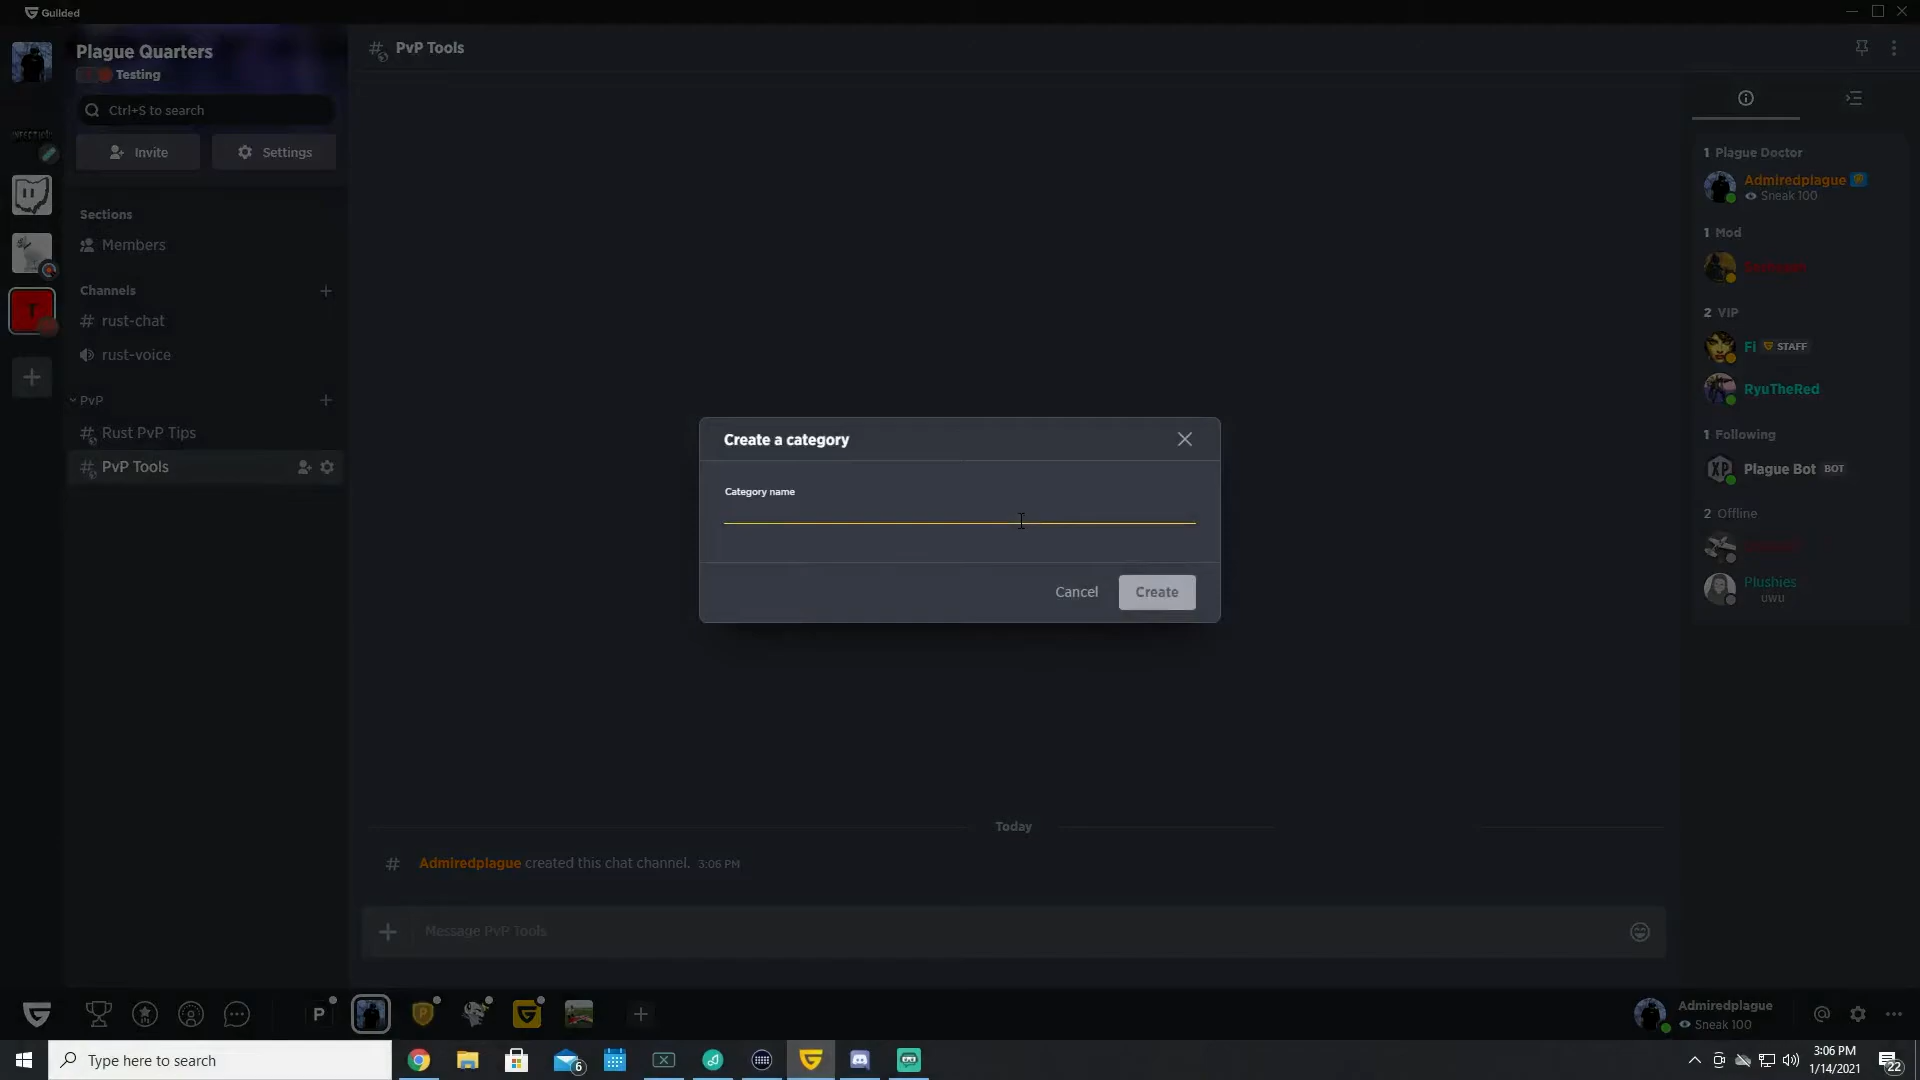 Guilded
Plague Quarters
Testing
Ctrl+S to search
Invite
Settings
Sections
Members
Channels
rust-chat
rust-voice
PvP
Rust PvP Tips
PvP Tools
PvP Tools
Create a category
Category name
Cancel
Create
Today
Admiredplague created this chat channel. 3:06 PM
Message PvP Tools
1 Plague Doctor
Admiredplague
Sneak 100
1 Mod
2 VIP
Fi STAFF
RyuTheRed
1 Following
Plague Bot BOT
2 Offline
Plushies
uwu
T
P
Admiredplague
Sneak 100
Type here to search
6
3:06 PM
1/14/2021
22